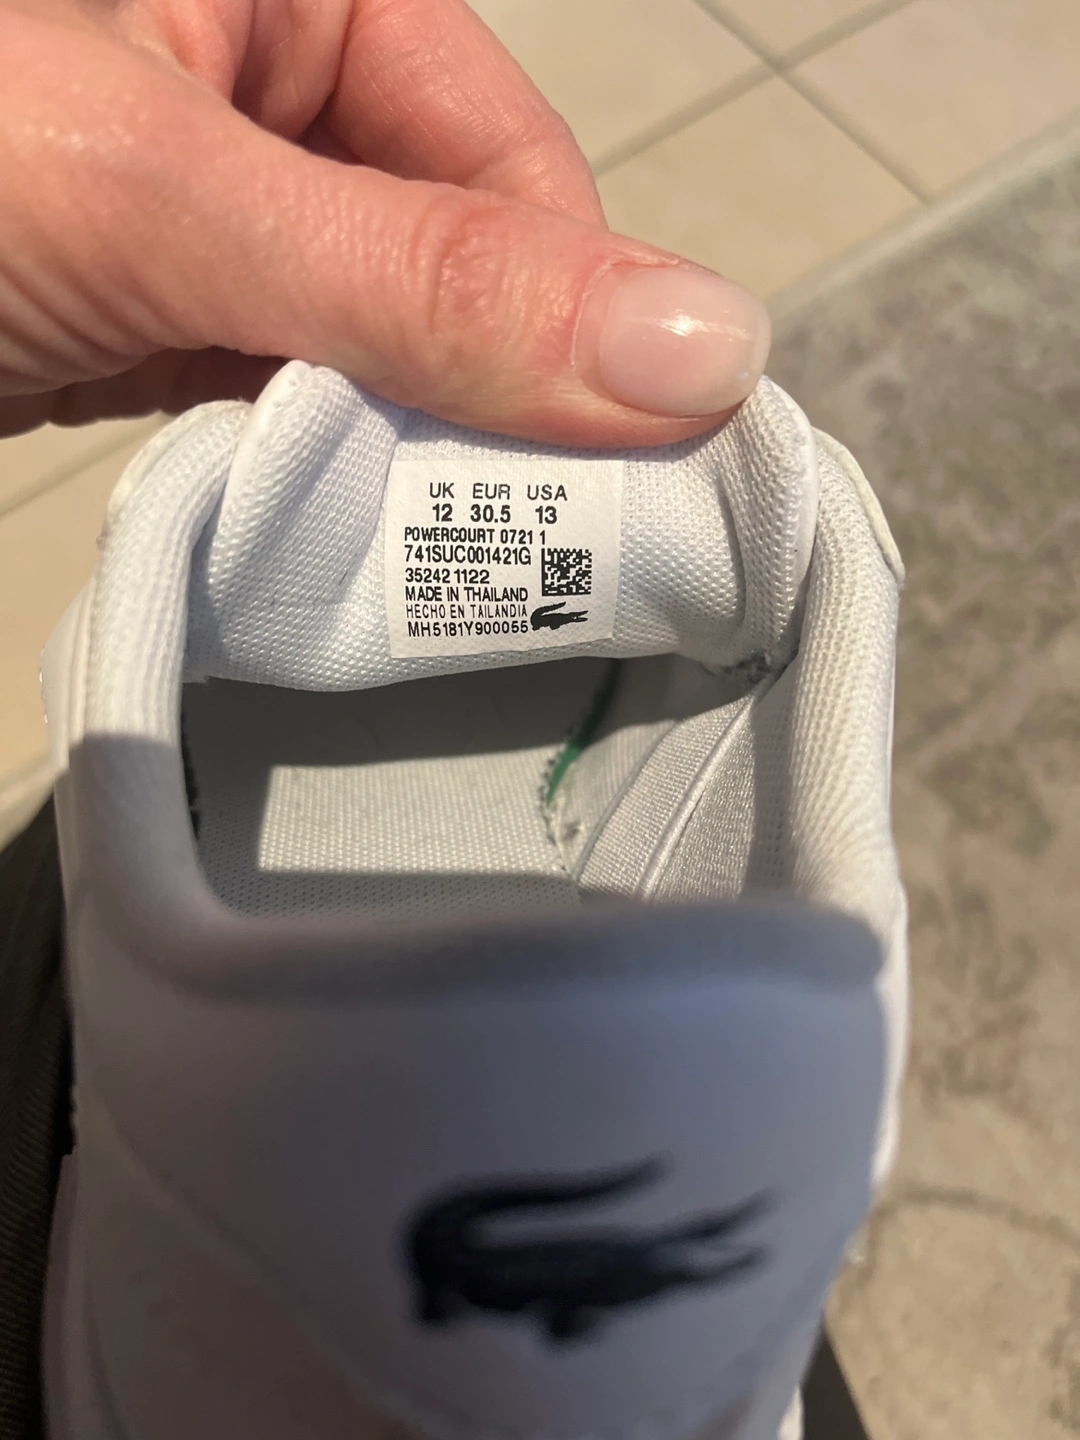 UK EUR USA
12 30.5 13
POWERCOURT 0721 1
741SUC001421G
35242 1122
MADE IN THAILAND
HECHO EN TAILANDIA
MH5181Y900055